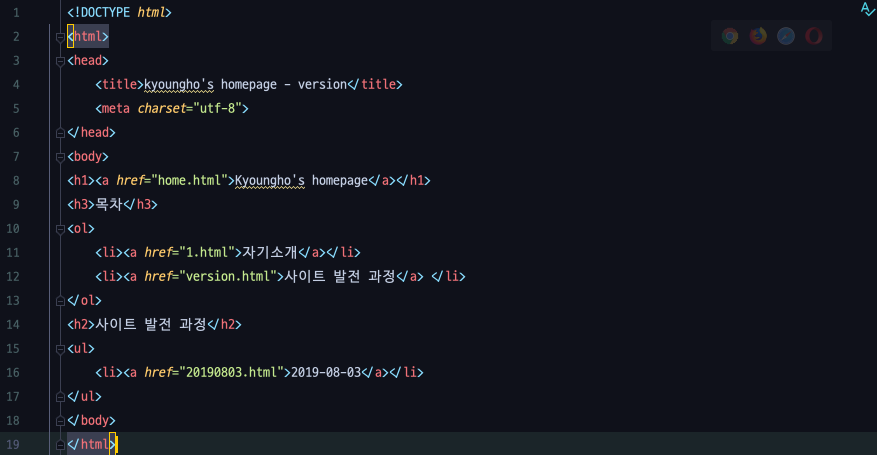 1 <!DOCTYPE html>
2 <html>
3 <head>
4 <title>kyoungho's homepage - version</title>
5 <meta charset="utf-8">
6 </head>
7 <body>
8 <h1><a href="home.html">Kyoungho's homepage</a></h1>
9 <h3>목차</h3>
10 <ol>
11 <li><a href="1.html">자기소개</a></li>
12 <li><a href="version.html">사이트 발전 과정</a> </li>
13 </ol>
14 <h2>사이트 발전 과정</h2>
15 <ul>
16 <li><a href="20190803.html">2019-08-03</a></li>
17 </ul>
18 </body>
19 </html>